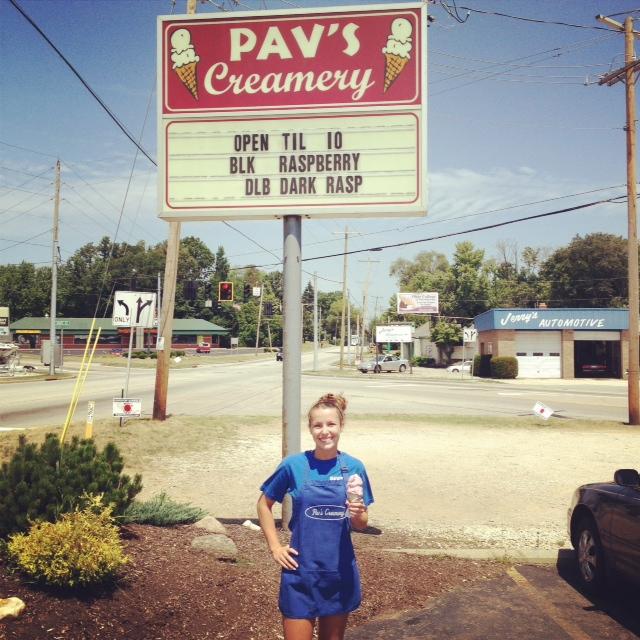 PAV'S
Creamery
OPEN TIL 10
BLK RASPBERRY
DLB DARK RASP
Jerry's AUTOMOTIVE
ONLY
Pav's Creamery